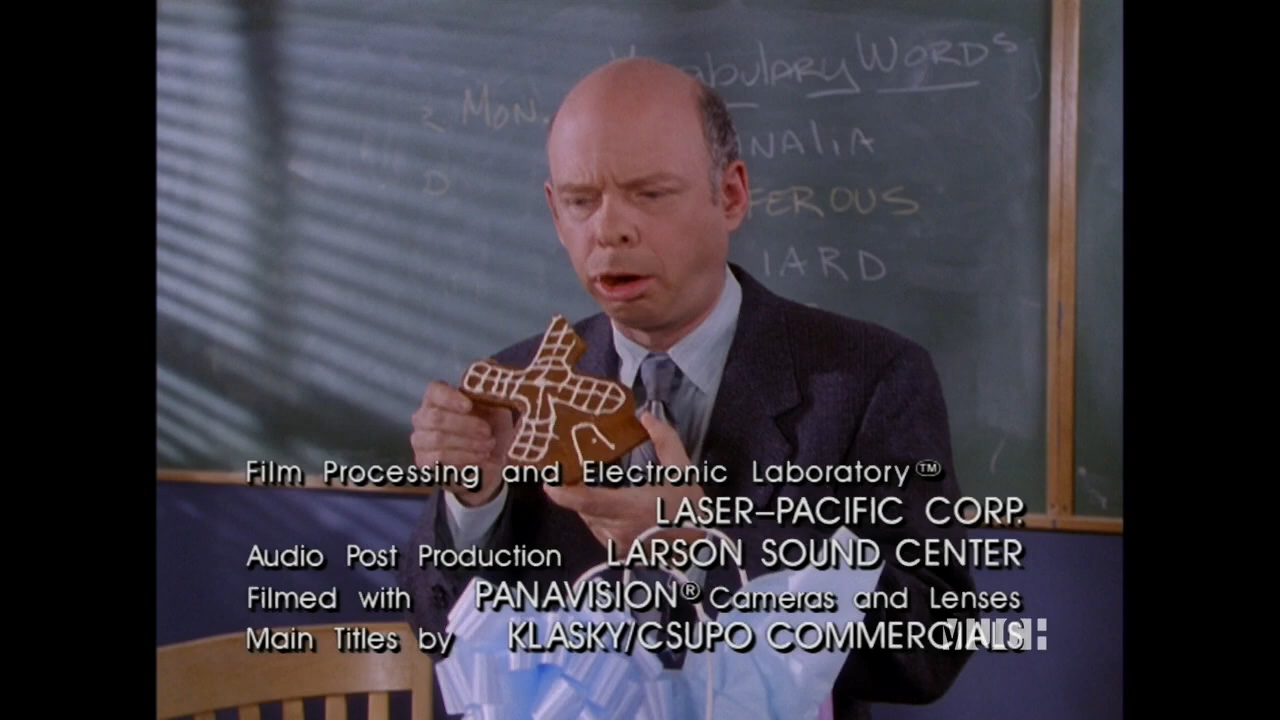 Vocabulary Words
Mon.
NALIA
FEROUS
IARD
Film Processing and Electronic Laboratory™
LASER–PACIFIC CORP.
Audio Post Production LARSON SOUND CENTER
Filmed with PANAVISION® Cameras and Lenses
Main Titles by KLASKY/CSUPO COMMERCIALS